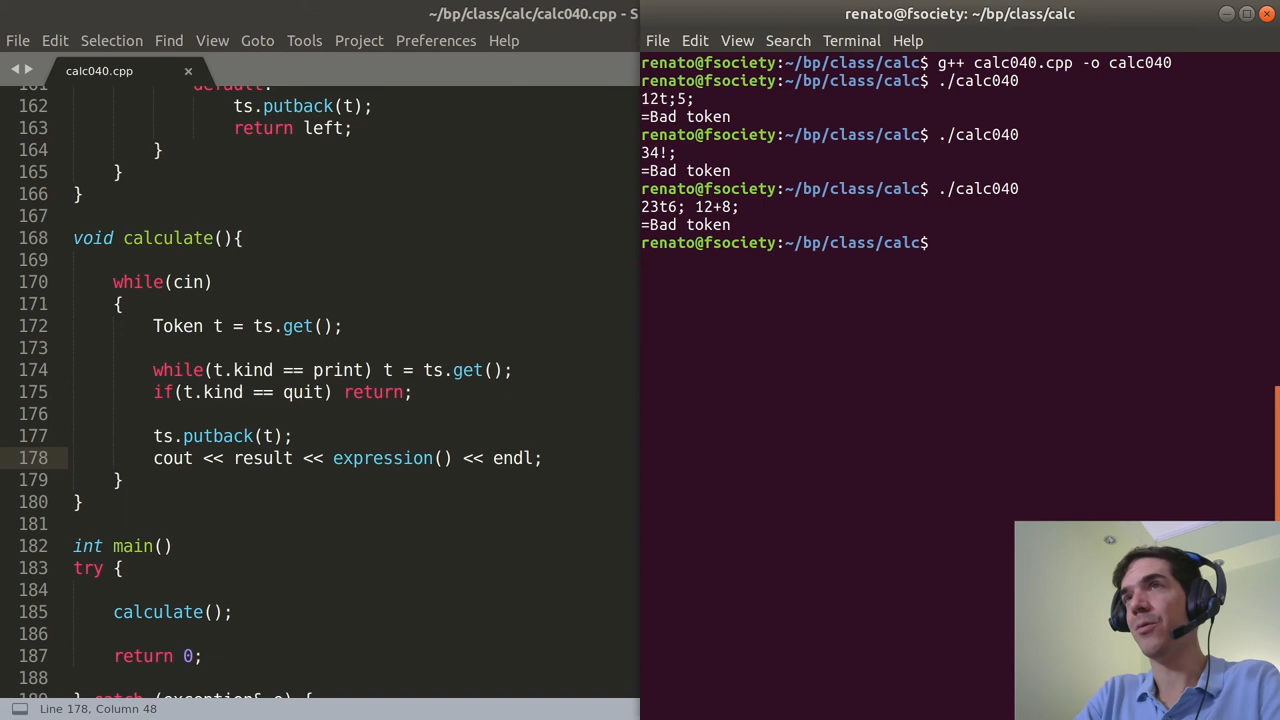 ~/bp/class/calc/calc040.cpp - S
File Edit Selection Find View Goto Tools Project Preferences Help
calc040.cpp ×
161 default:
162 ts.putback(t);
163 return left;
164 }
165 }
166 }
167
168 void calculate(){
169
170 while(cin)
171 {
172 Token t = ts.get();
173
174 while(t.kind == print) t = ts.get();
175 if(t.kind == quit) return;
176
177 ts.putback(t);
178 cout << result << expression() << endl;
179 }
180 }
181
182 int main()
183 try {
184
185 calculate();
186
187 return 0;
188
189 } catch (exception& e) {
Line 178, Column 48
renato@fsociety: ~/bp/class/calc
File Edit View Search Terminal Help
renato@fsociety:~/bp/class/calc$ g++ calc040.cpp -o calc040
renato@fsociety:~/bp/class/calc$ ./calc040
12t;5;
=Bad token
renato@fsociety:~/bp/class/calc$ ./calc040
34!;
=Bad token
renato@fsociety:~/bp/class/calc$ ./calc040
23t6; 12+8;
=Bad token
renato@fsociety:~/bp/class/calc$